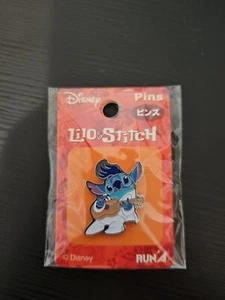 Disney
Pins
ピンズ
Lilo & Stitch
© Disney
RUN'A